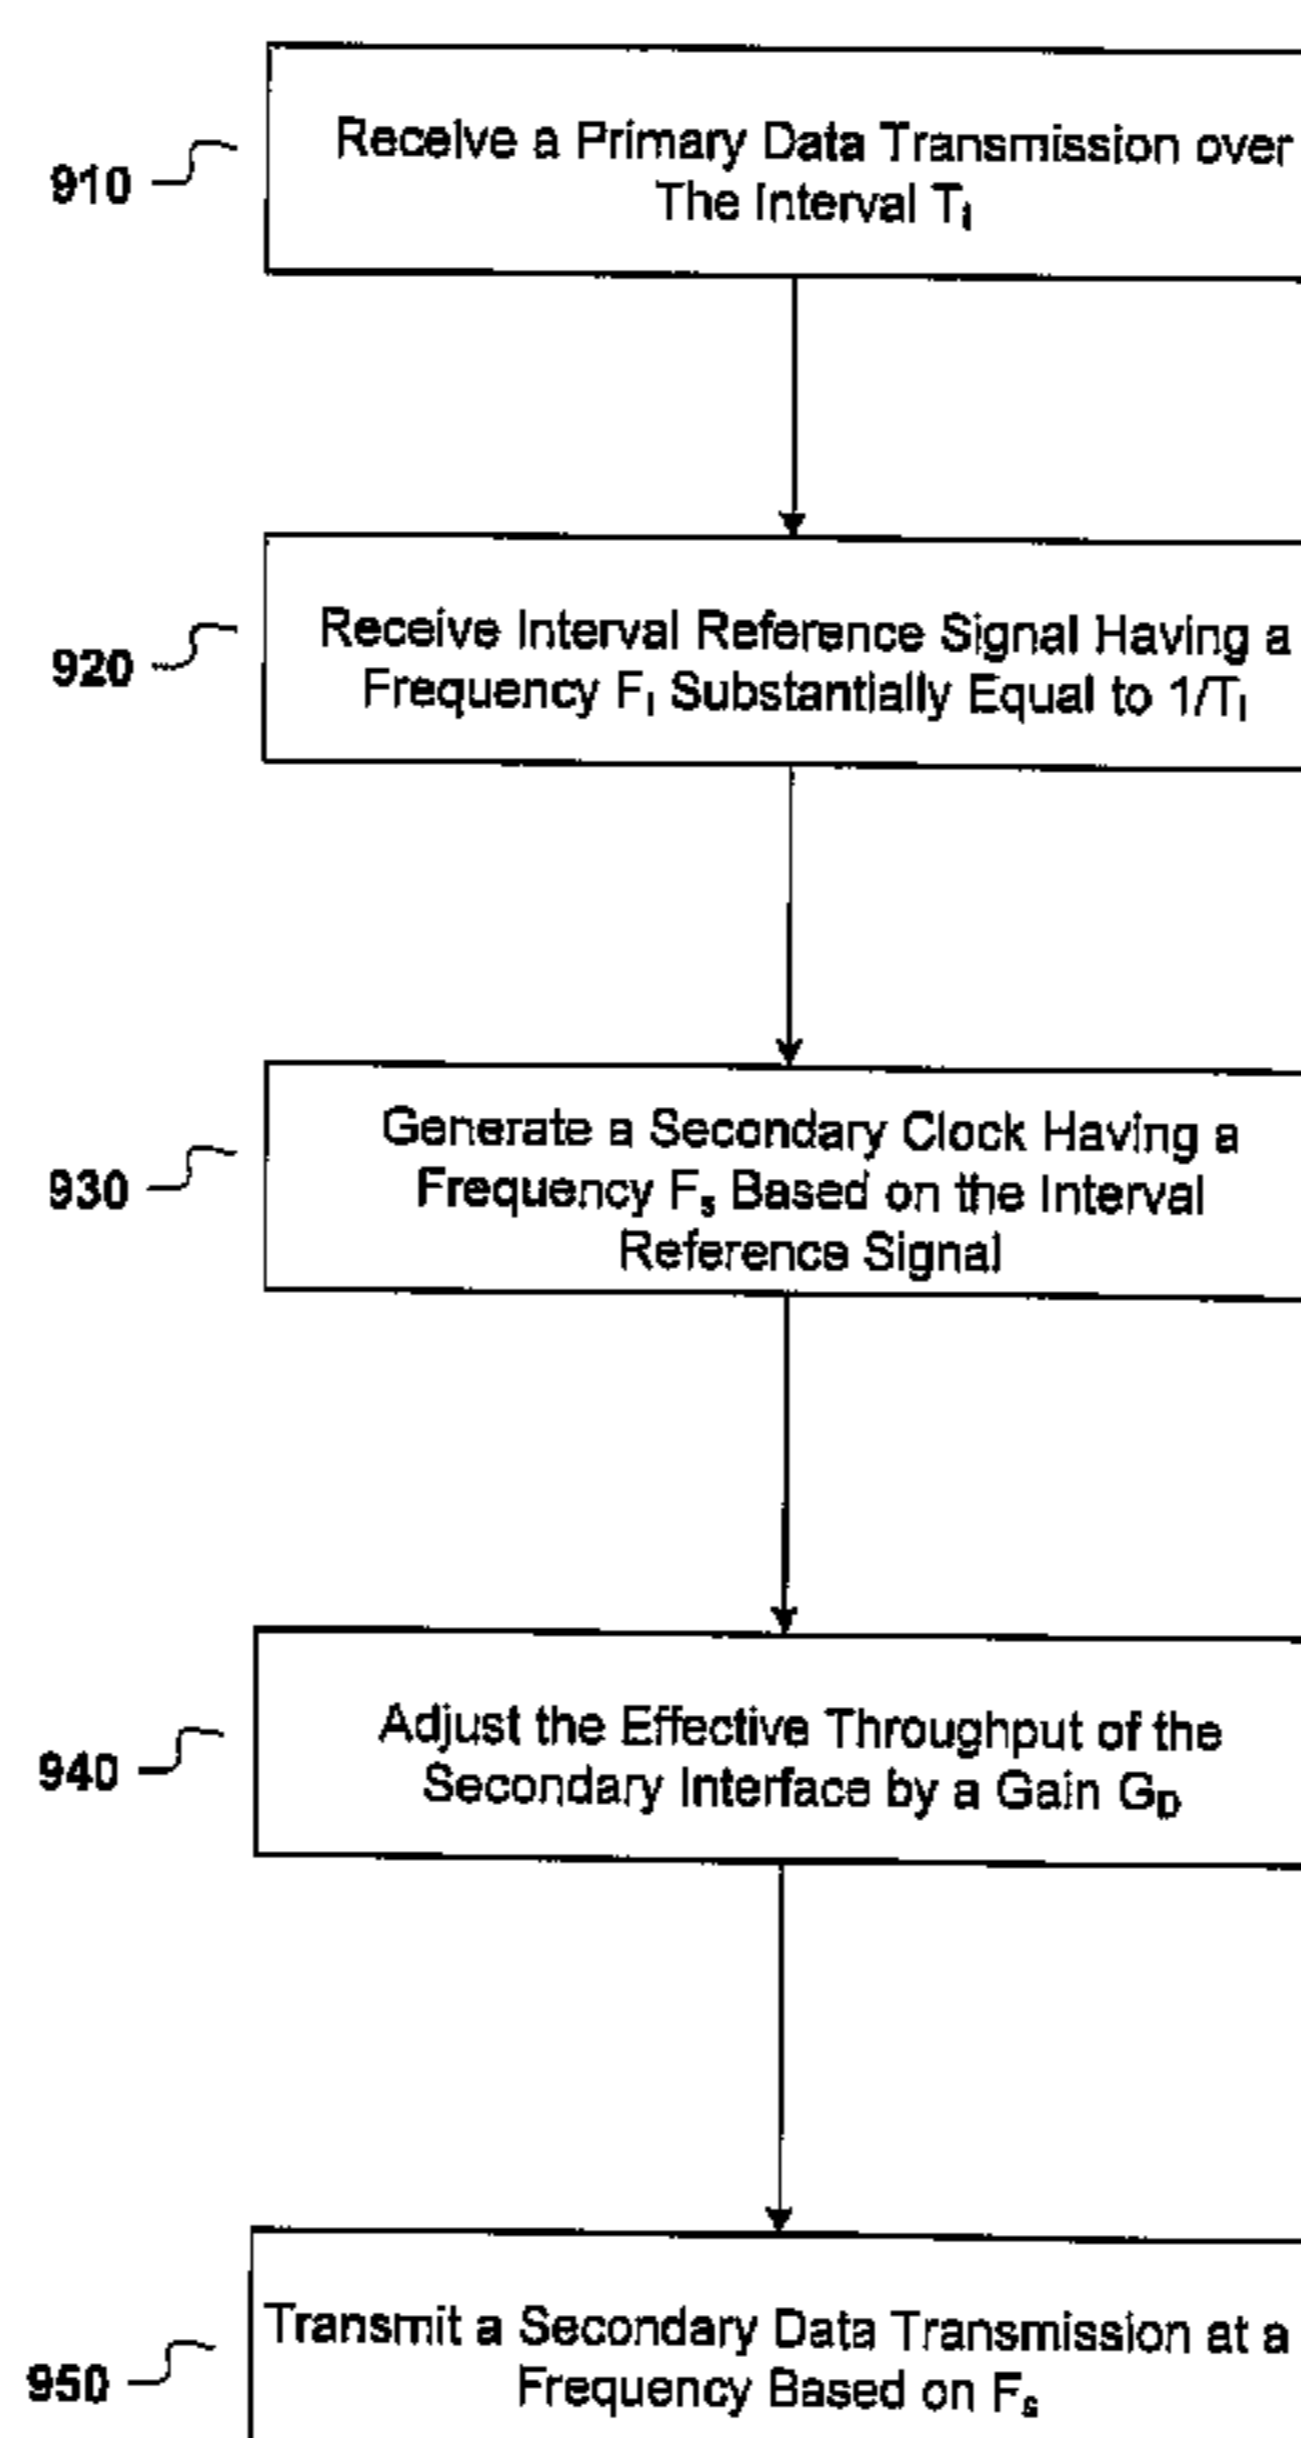 910
Receive a Primary Data Transmission over
The Interval Tᵢ
920
Receive Interval Reference Signal Having a
Frequency Fᵢ Substantially Equal to 1/Tᵢ
930
Generate a Secondary Clock Having a
Frequency Fₛ Based on the Interval
Reference Signal
940
Adjust the Effective Throughput of the
Secondary Interface by a Gain G_D
950
Transmit a Secondary Data Transmission at a
Frequency Based on Fₛ